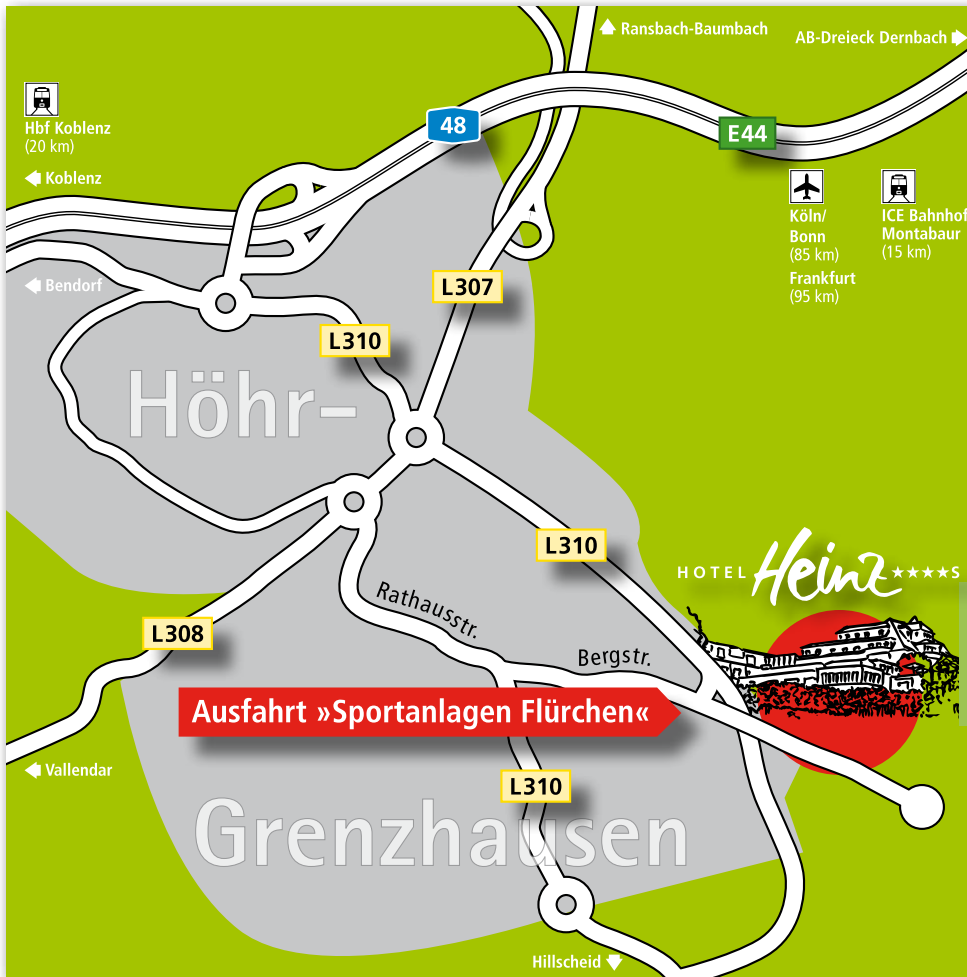 Ransbach-Baumbach
AB-Dreieck Dernbach
Hbf Koblenz
(20 km)
48
E44
Koblenz
Köln/
Bonn
(85 km)
Frankfurt
(95 km)
ICE Bahnhof
Montabaur
(15 km)
Bendorf
L307
L310
Höhr–
L310
HOTEL Heinz ★★★★S
Rathausstr.
L308
Bergstr.
Ausfahrt »Sportanlagen Flürchen«
Vallendar
L310
Grenzhausen
Hillscheid